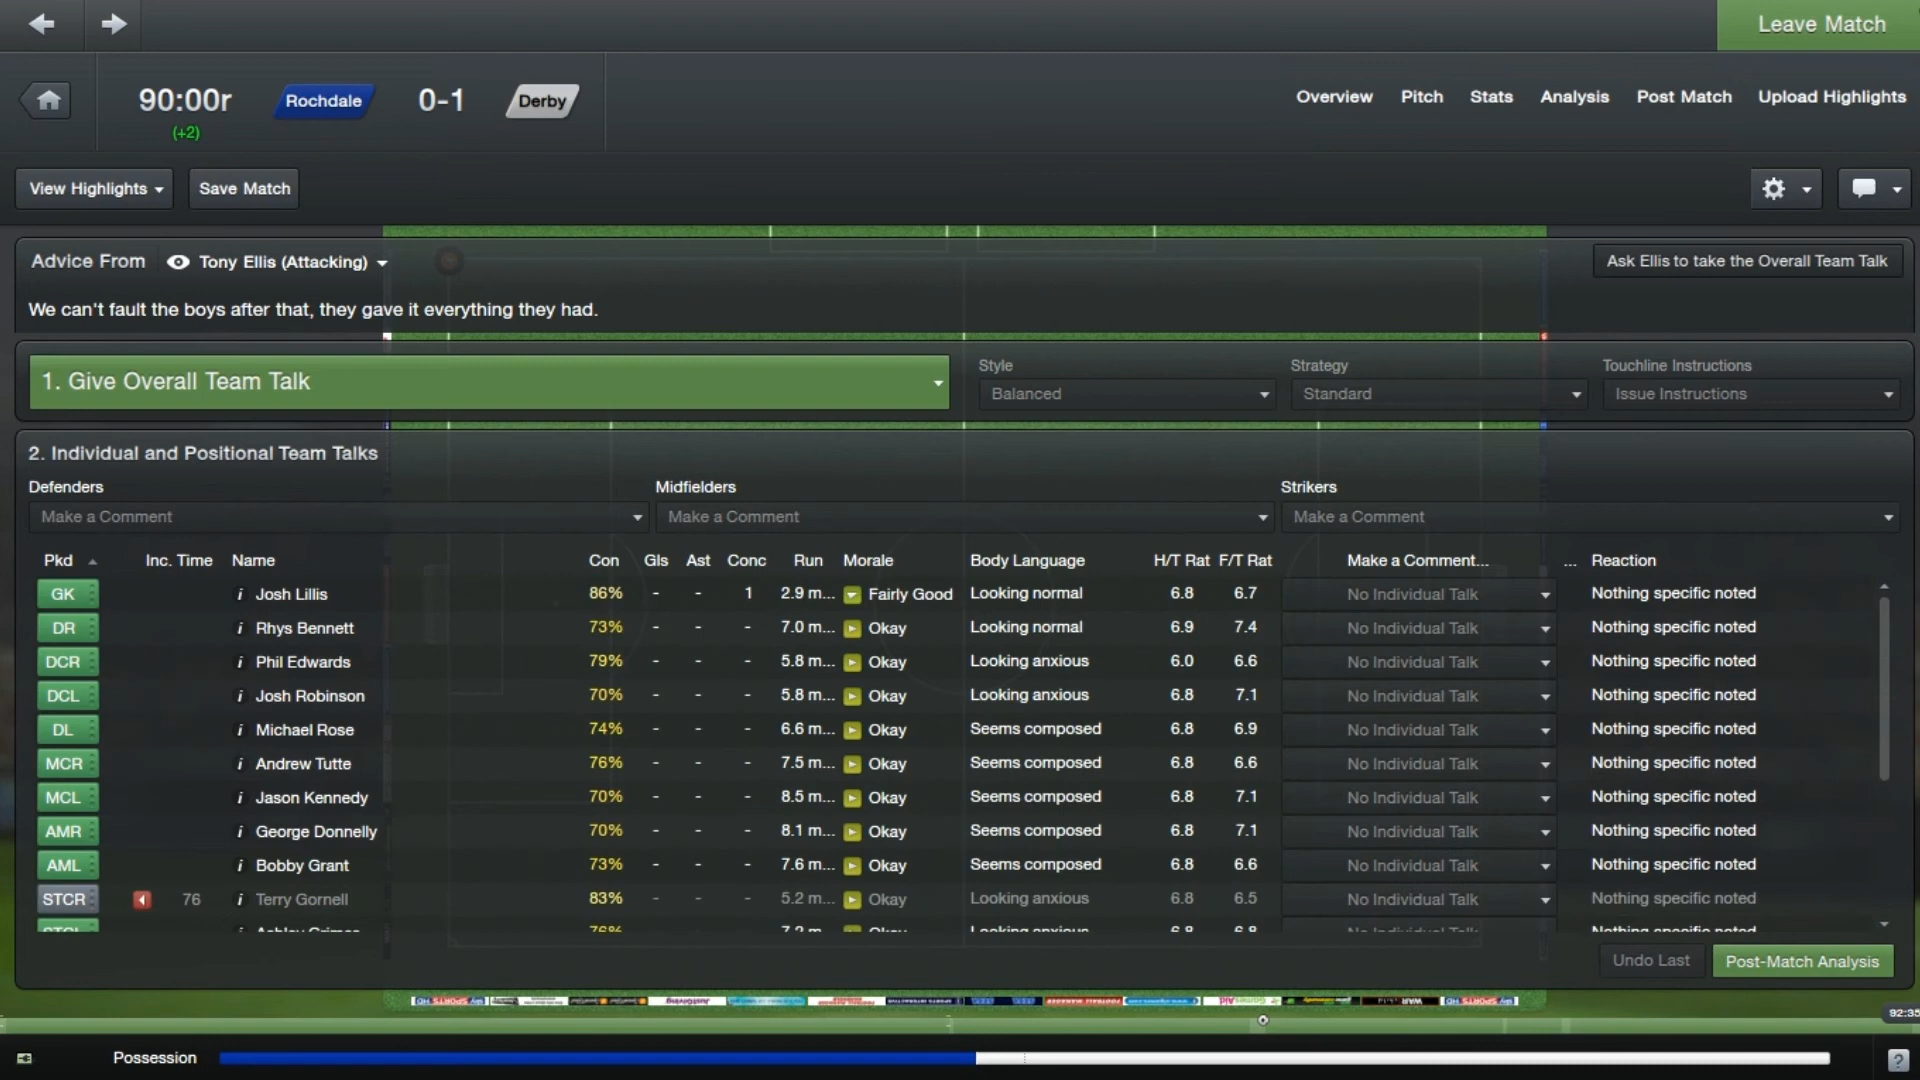 Leave Match
90:00r Rochdale 0-1 Derby
(+2)
Overview Pitch Stats Analysis Post Match Upload Highlights
View Highlights Save Match
Advice From Tony Ellis (Attacking) Ask Ellis to take the Overall Team Talk
We can't fault the boys after that, they gave it everything they had.
1. Give Overall Team Talk
Style Strategy Touchline Instructions
Balanced Standard Issue Instructions
2. Individual and Positional Team Talks
Defenders Midfielders Strikers
Make a Comment Make a Comment Make a Comment
Pkd Inc. Time Name Con Gls Ast Conc Run Morale Body Language H/T Rat F/T Rat Make a Comment... ... Reaction
GK i Josh Lillis 86% - - 1 2.9 m... Fairly Good Looking normal 6.8 6.7 No Individual Talk Nothing specific noted
DR i Rhys Bennett 73% - - - 7.0 m... Okay Looking normal 6.9 7.4 No Individual Talk Nothing specific noted
DCR i Phil Edwards 79% - - - 5.8 m... Okay Looking anxious 6.0 6.6 No Individual Talk Nothing specific noted
DCL i Josh Robinson 70% - - - 5.8 m... Okay Looking anxious 6.8 7.1 No Individual Talk Nothing specific noted
DL i Michael Rose 74% - - - 6.6 m... Okay Seems composed 6.8 6.9 No Individual Talk Nothing specific noted
MCR i Andrew Tutte 76% - - - 7.5 m... Okay Seems composed 6.8 6.6 No Individual Talk Nothing specific noted
MCL i Jason Kennedy 70% - - - 8.5 m... Okay Seems composed 6.8 7.1 No Individual Talk Nothing specific noted
AMR i George Donnelly 70% - - - 8.1 m... Okay Seems composed 6.8 7.1 No Individual Talk Nothing specific noted
AML i Bobby Grant 73% - - - 7.6 m... Okay Seems composed 6.8 6.6 No Individual Talk Nothing specific noted
STCR 76 i Terry Gornell 83% - - - 5.2 m... Okay Looking anxious 6.8 6.5 No Individual Talk Nothing specific noted
Undo Last Post-Match Analysis
92:35
Possession ?